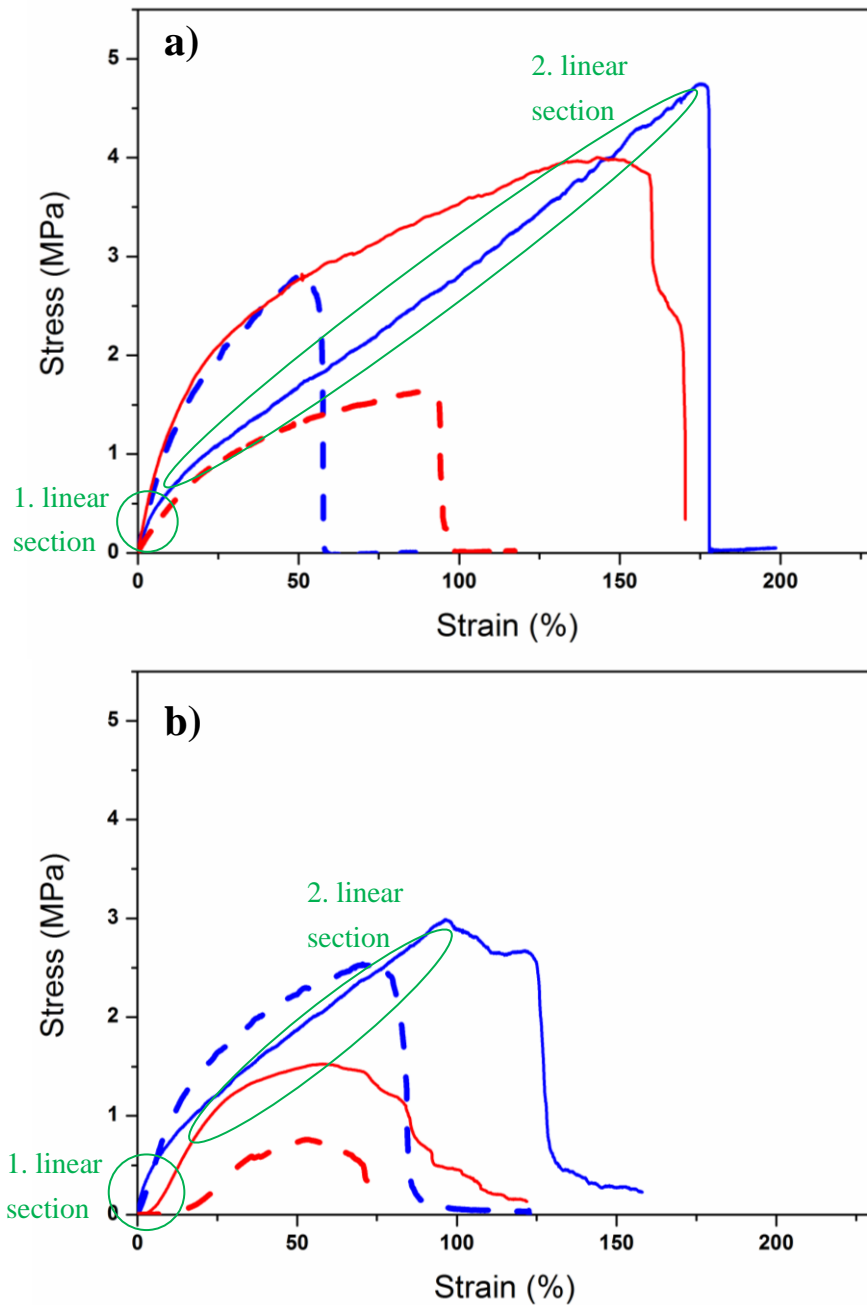 a)
5
4
3
2
1
0
Stress (MPa)
2. linear
section
1. linear
section
0
50
100
150
200
Strain (%)
b)
5
4
3
2
1
0
Stress (MPa)
2. linear
section
1. linear
section
0
50
100
150
200
Strain (%)